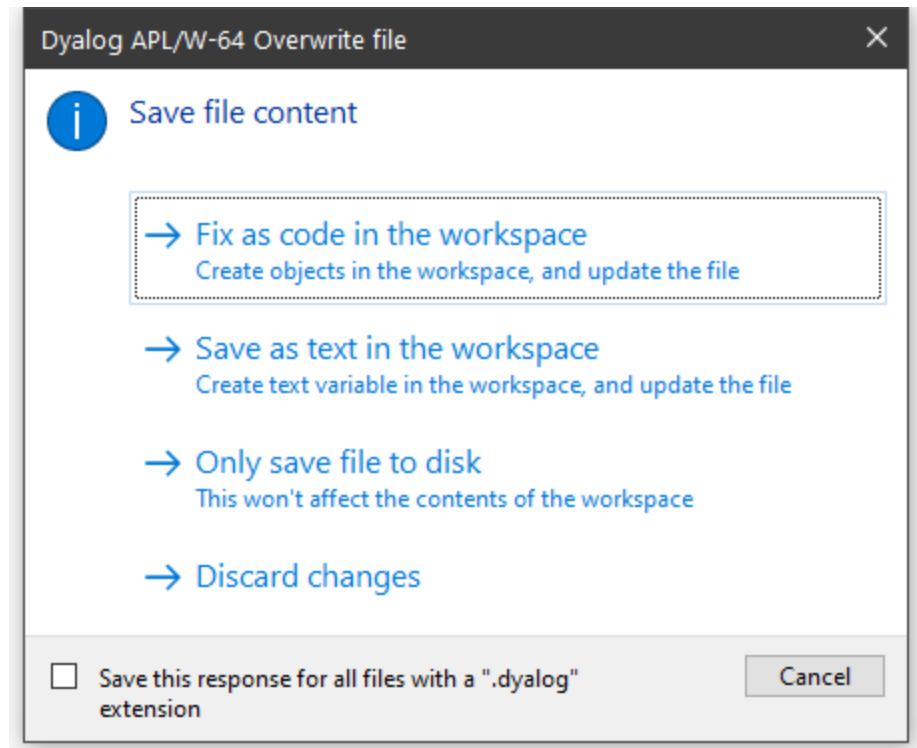 Dyalog APL/W-64 Overwrite file
Save file content
Fix as code in the workspace
Create objects in the workspace, and update the file
Save as text in the workspace
Create text variable in the workspace, and update the file
Only save file to disk
This won't affect the contents of the workspace
Discard changes
Save this response for all files with a ".dyalog"
extension
Cancel